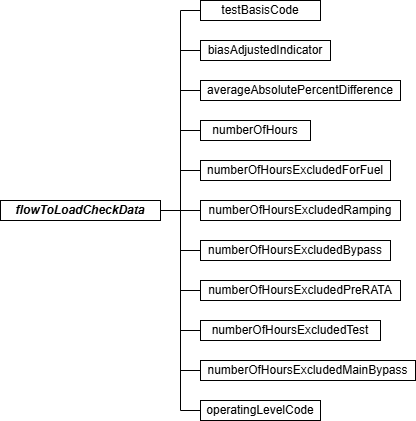 testBasisCode
biasAdjustedIndicator
averageAbsolutePercentDifference
numberOfHours
numberOfHoursExcludedForFuel
flowToLoadCheckData
numberOfHoursExcludedRamping
numberOfHoursExcludedBypass
numberOfHoursExcludedPreRATA
numberOfHoursExcludedTest
numberOfHoursExcludedMainBypass
operatingLevelCode